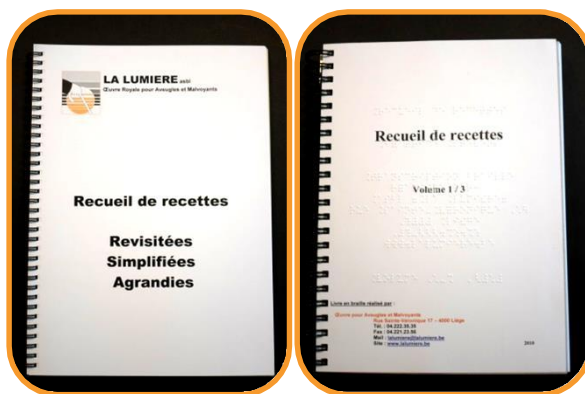 LA LUMIERE asbl
Œuvre Royale pour Aveugles et Malvoyants
Recueil de recettes
Revisitées
Simplifiées
Agrandies
Recueil de recettes
Volume 1 / 3
Livre en braille réalisé par :
Œuvre pour Aveugles et Malvoyants
Rue Sainte-Véronique 17 – 4000 Liège
Tél. : 04.222.35.35
Fax : 04.221.23.50
Mail : lalumiere@lalumiere.be
Site : www.lalumiere.be
2010